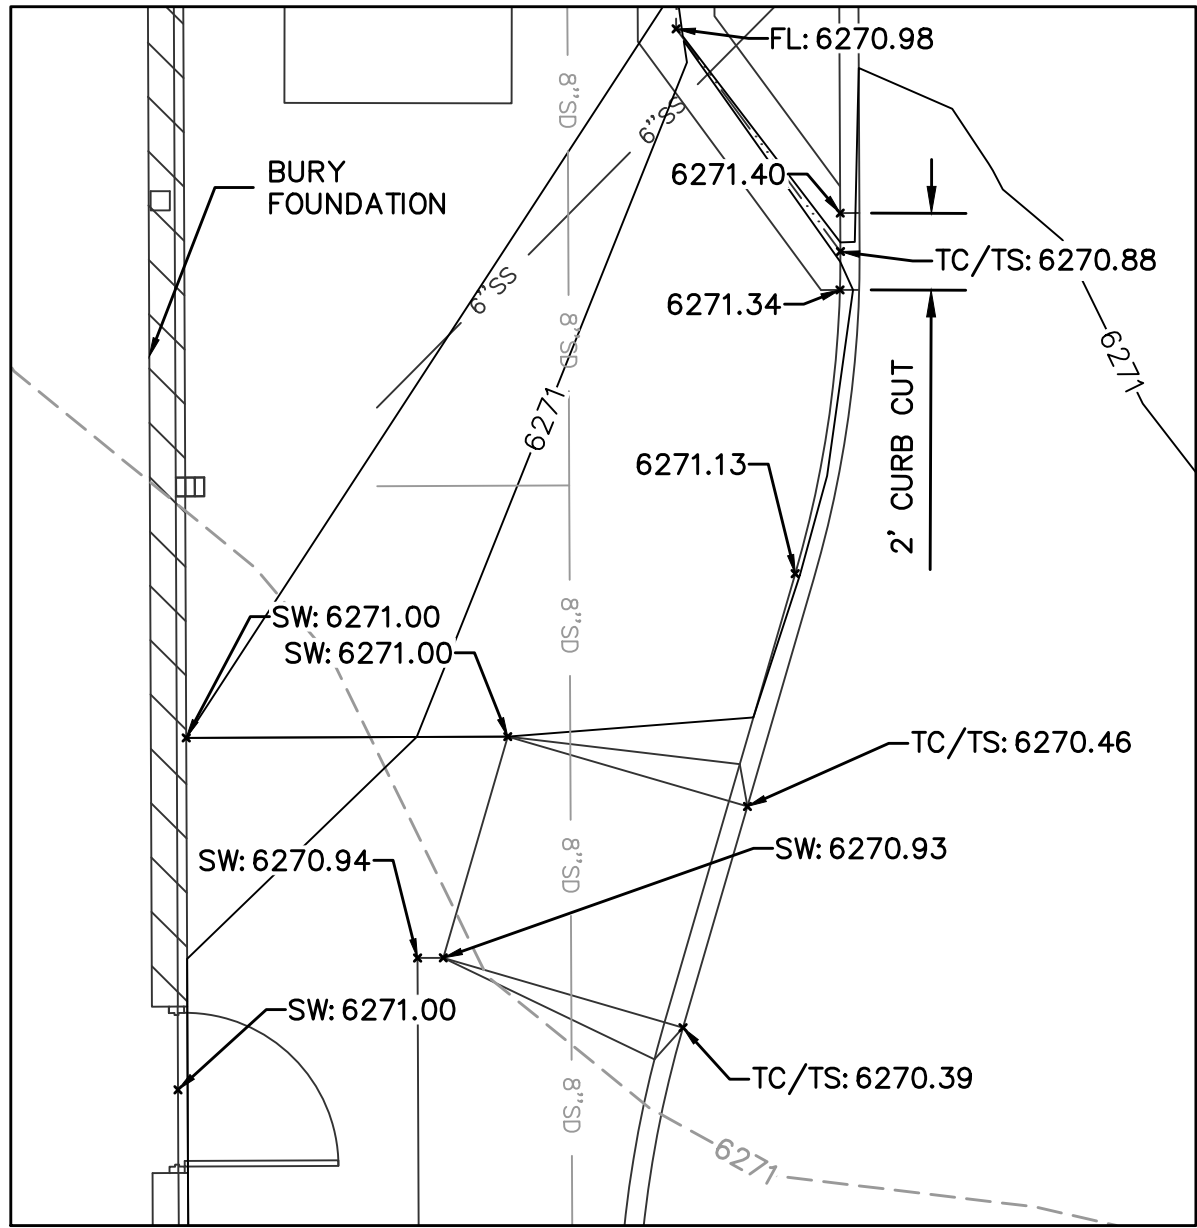 FL: 6270.98
8"SD
6"SS
BURY
FOUNDATION
6271.40
TC/TS: 6270.88
6"SS
6271.34
8"SD
6271
2' CURB CUT
6271
6271.13
SW: 6271.00
8"SD
SW: 6271.00
TC/TS: 6270.46
SW: 6270.94
SW: 6270.93
8"SD
SW: 6271.00
TC/TS: 6270.39
8"SD
6271